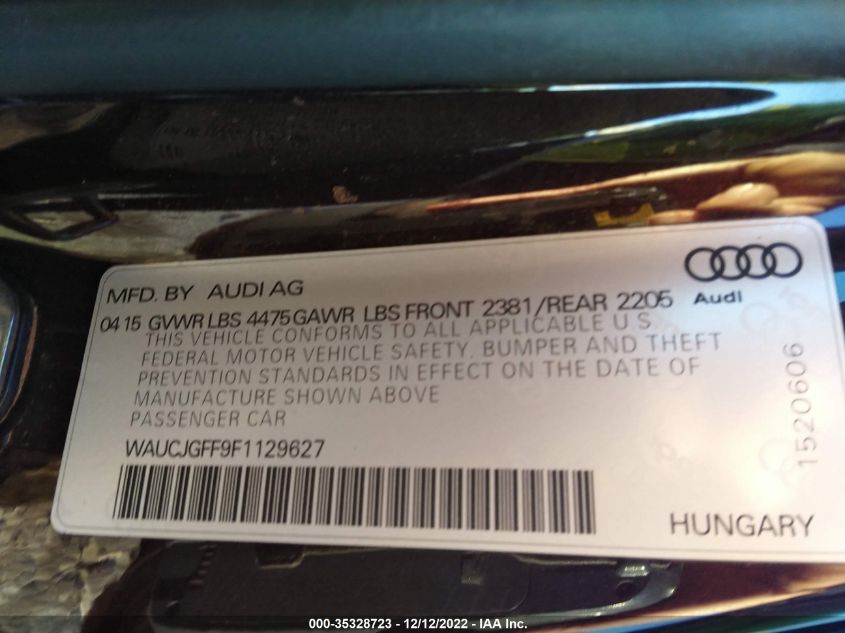 MFD. BY AUDI AG
Audi
04 15 GVWR LBS 4475 GAWR LBS FRONT 2381/REAR 2205
THIS VEHICLE CONFORMS TO ALL APPLICABLE U.S.
FEDERAL MOTOR VEHICLE SAFETY, BUMPER AND THEFT
PREVENTION STANDARDS IN EFFECT ON THE DATE OF
MANUFACTURE SHOWN ABOVE
PASSENGER CAR
WAUCJGFF9F1129627
1520606
HUNGARY
000-35328723 - 12/12/2022 - IAA Inc.